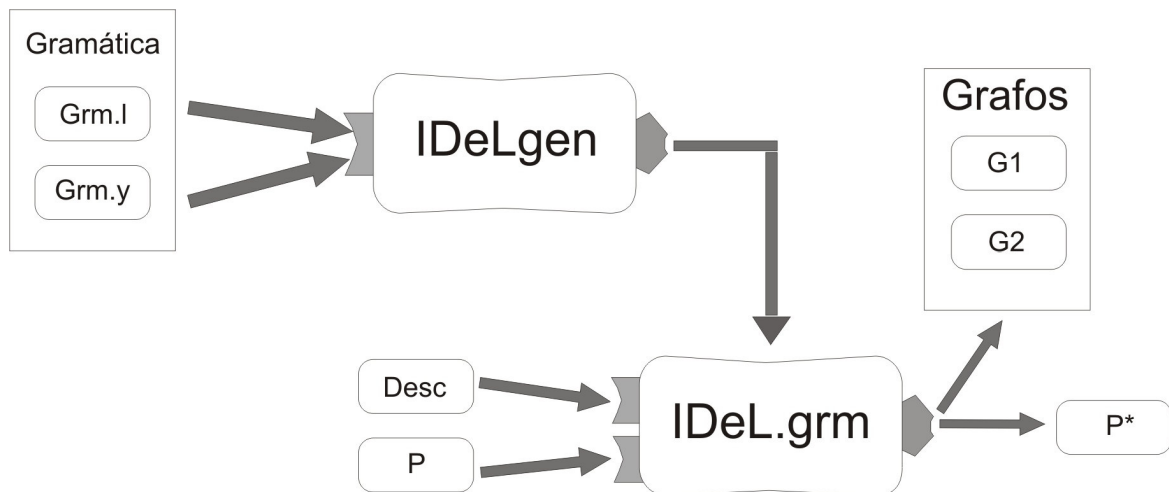 Gramática
Grm.l
Grm.y
IDeLgen
Grafos
G1
G2
Desc
P
IDeL.grm
P*